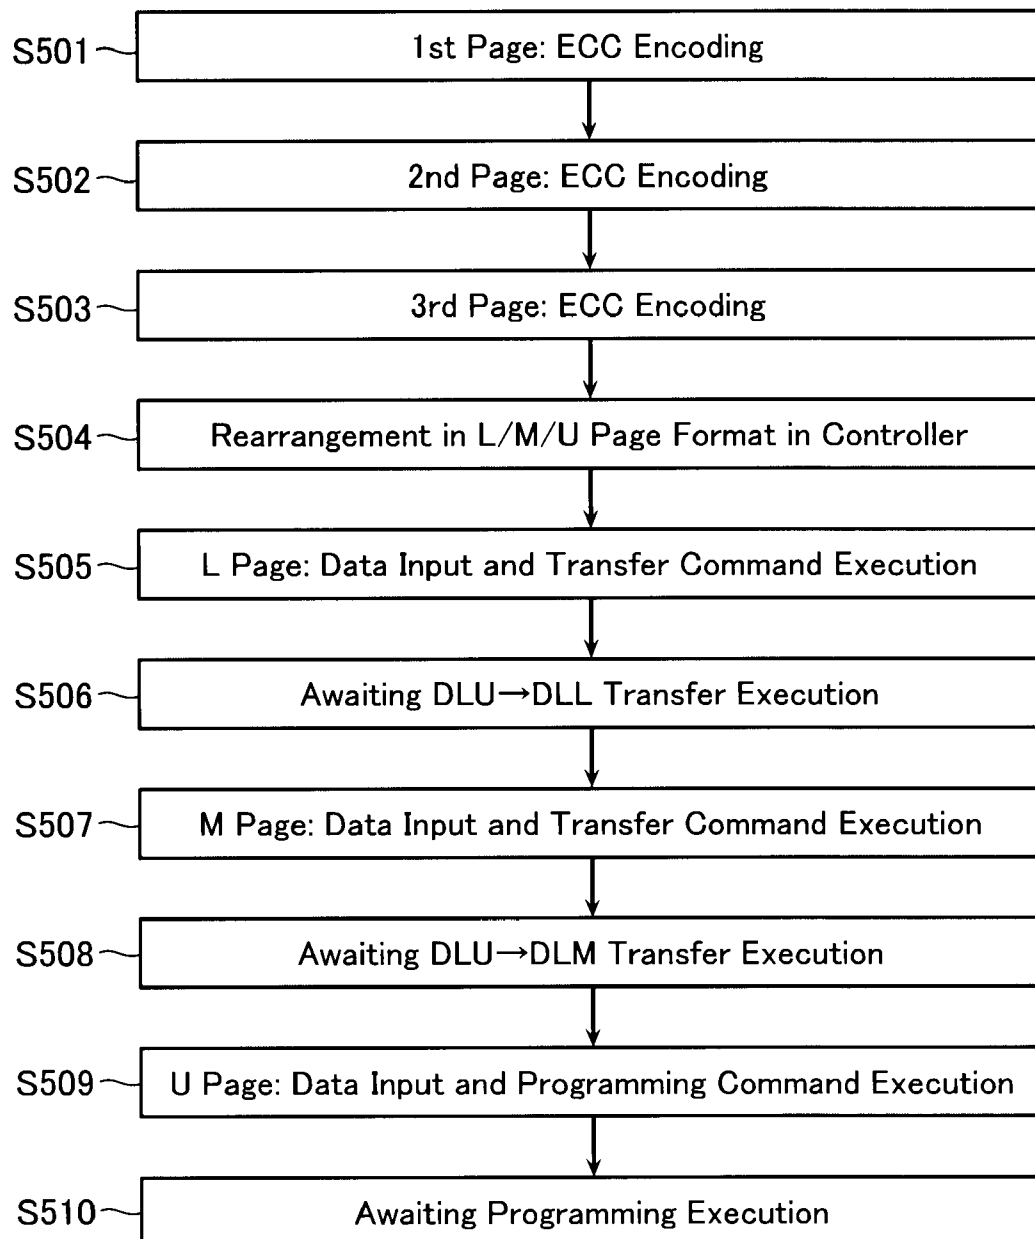 S501 1st Page: ECC Encoding
S502 2nd Page: ECC Encoding
S503 3rd Page: ECC Encoding
S504 Rearrangement in L/M/U Page Format in Controller
S505 L Page: Data Input and Transfer Command Execution
S506 Awaiting DLU→DLL Transfer Execution
S507 M Page: Data Input and Transfer Command Execution
S508 Awaiting DLU→DLM Transfer Execution
S509 U Page: Data Input and Programming Command Execution
S510 Awaiting Programming Execution